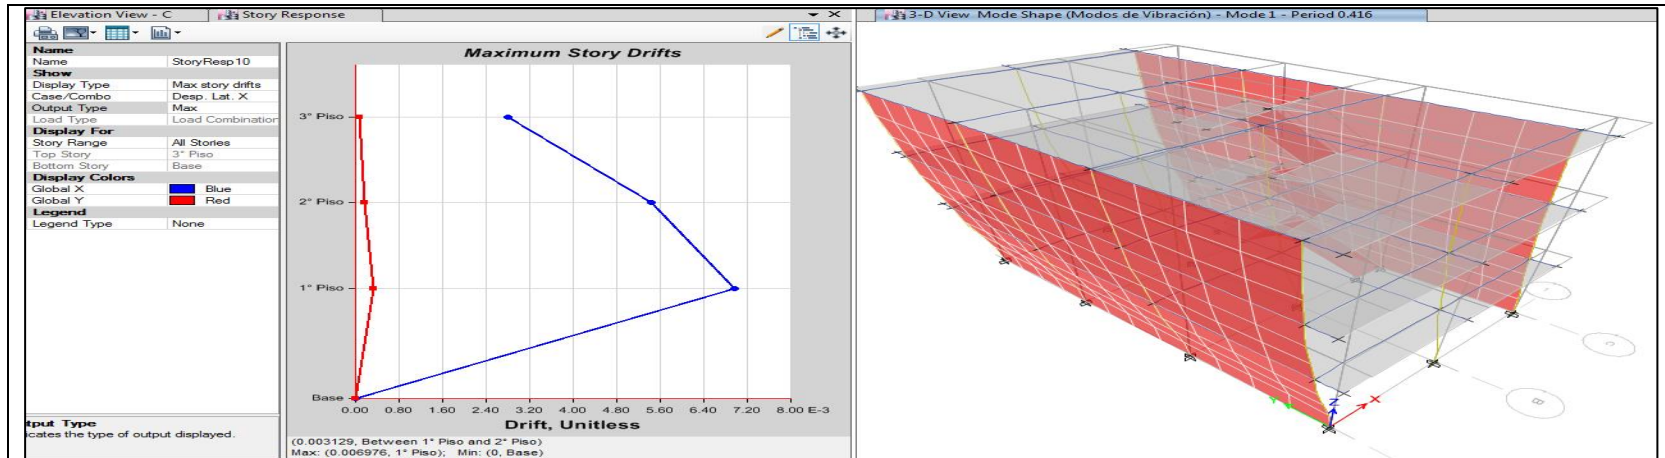 Elevation View - C
Story Response
3-D View Mode Shape (Modos de Vibración) - Mode 1 - Period 0.416
Name
Name StoryResp10
Show
Display Type Max story drifts
Case/Combo Desp. Lat. X
Output Type Max
Load Type Load Combination
Display For
Story Range All Stories
Top Story 3° Piso
Bottom Story Base
Display Colors
Global X Blue
Global Y Red
Legend
Legend Type None
tput Type
icates the type of output displayed.
Maximum Story Drifts
3° Piso
2° Piso
1° Piso
Base
0.00 0.80 1.60 2.40 3.20 4.00 4.80 5.60 6.40 7.20 8.00 E-3
Drift, Unitless
(0.003129, Between 1° Piso and 2° Piso)
Max: (0.006976, 1° Piso); Min: (0, Base)
Y
Z
X
B